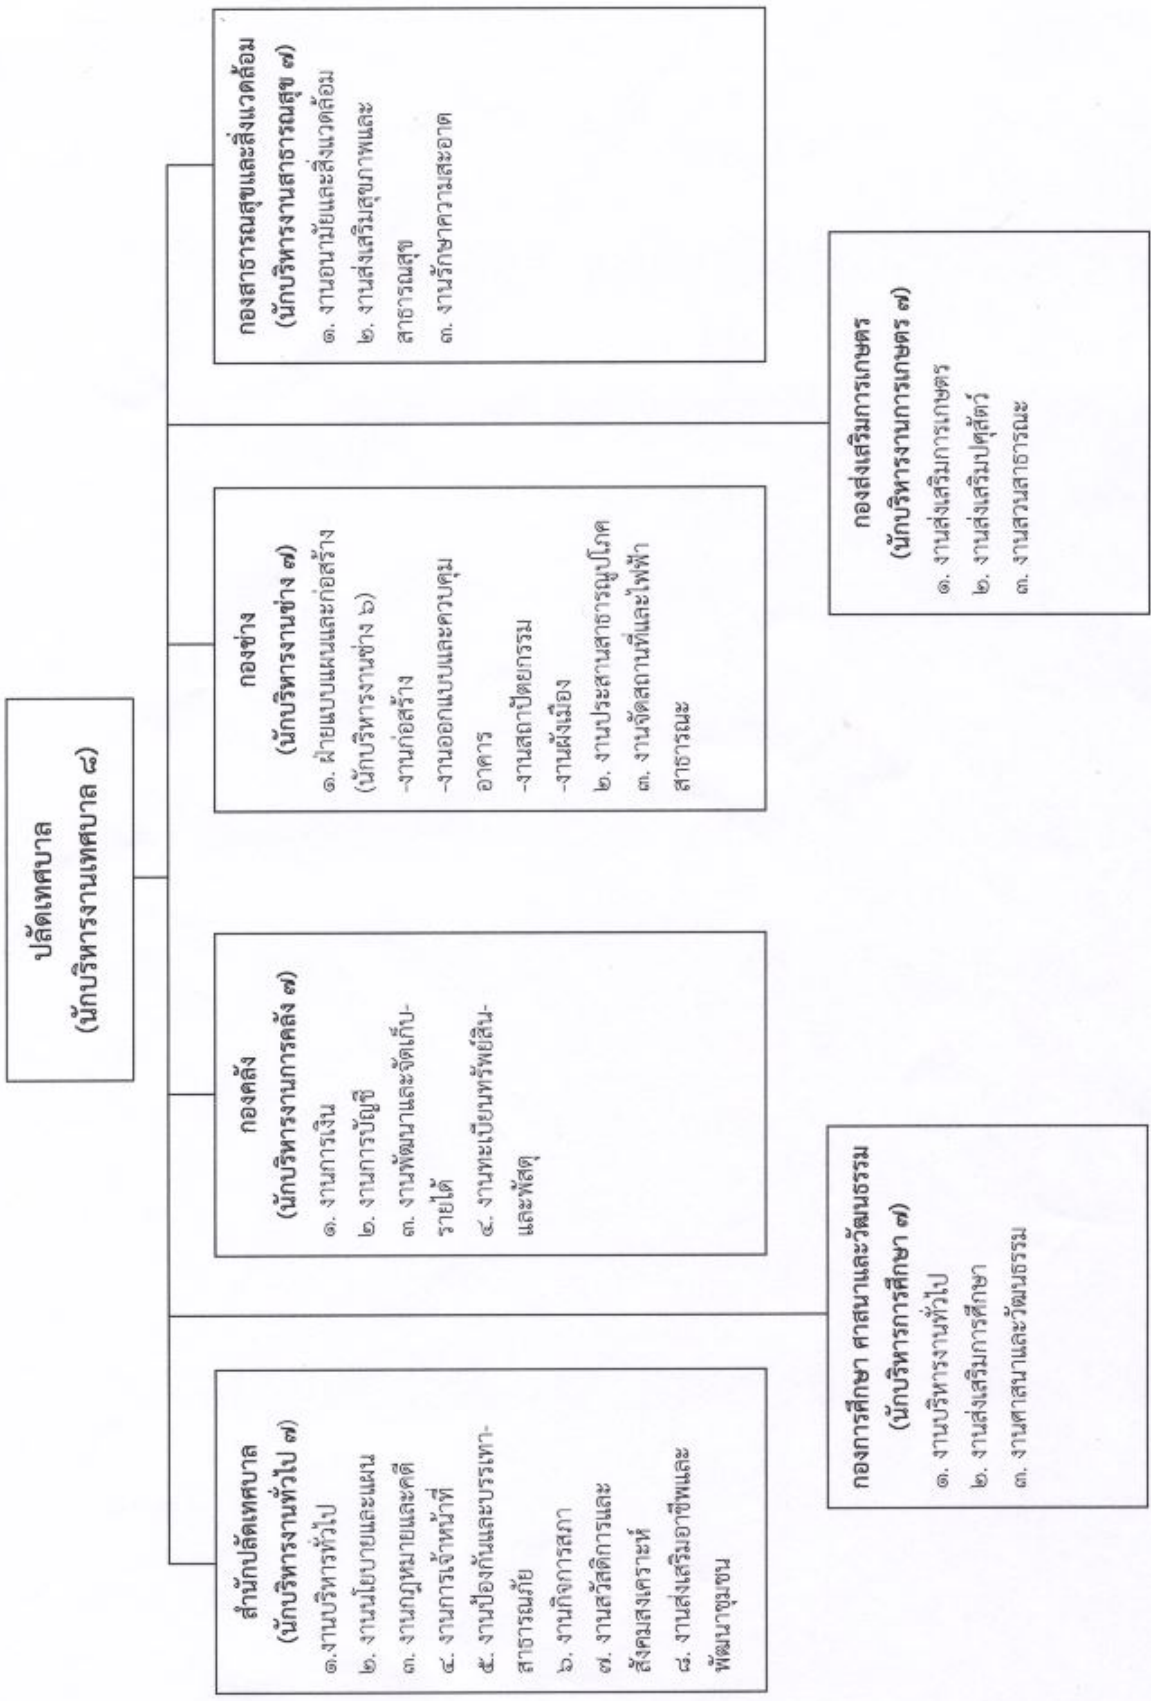 ปลัดเทศบาล
(นักบริหารงานเทศบาล ๘)
สำนักปลัดเทศบาล
(นักบริหารงานทั่วไป ๗)
๑.งานบริหารทั่วไป
๒. งานนโยบายและแผน
๓. งานกฎหมายและคดี
๔. งานการเจ้าหน้าที่
๕. งานป้องกันและบรรเทา-
สาธารณภัย
๖. งานกิจการสภา
๗. งานสวัสดิการและ
สังคมสงเคราะห์
๘. งานส่งเสริมอาชีพและ
พัฒนาชุมชน
กองคลัง
(นักบริหารงานการคลัง ๗)
๑. งานการเงิน
๒. งานการบัญชี
๓. งานพัฒนาและจัดเก็บ-
รายได้
๔. งานทะเบียนทรัพย์สิน-
และพัสดุ
กองช่าง
(นักบริหารงานช่าง ๗)
๑. ฝ่ายแบบแผนและก่อสร้าง
(นักบริหารงานช่าง ๖)
-งานก่อสร้าง
-งานออกแบบและควบคุม
อาคาร
-งานสถาปัตยกรรม
-งานผังเมือง
๒. งานประสานสาธารณูปโภค
๓. งานจัดสถานที่และไฟฟ้า
สาธารณะ
กองสาธารณสุขและสิ่งแวดล้อม
(นักบริหารงานสาธารณสุข ๗)
๑. งานอนามัยและสิ่งแวดล้อม
๒. งานส่งเสริมสุขภาพและ
สาธารณสุข
๓. งานรักษาความสะอาด
กองการศึกษา ศาสนาและวัฒนธรรม
(นักบริหารการศึกษา ๗)
๑. งานบริหารงานทั่วไป
๒. งานส่งเสริมการศึกษา
๓. งานศาสนาและวัฒนธรรม
กองส่งเสริมการเกษตร
(นักบริหารงานการเกษตร ๗)
๑. งานส่งเสริมการเกษตร
๒. งานส่งเสริมปศุสัตว์
๓. งานสวนสาธารณะ